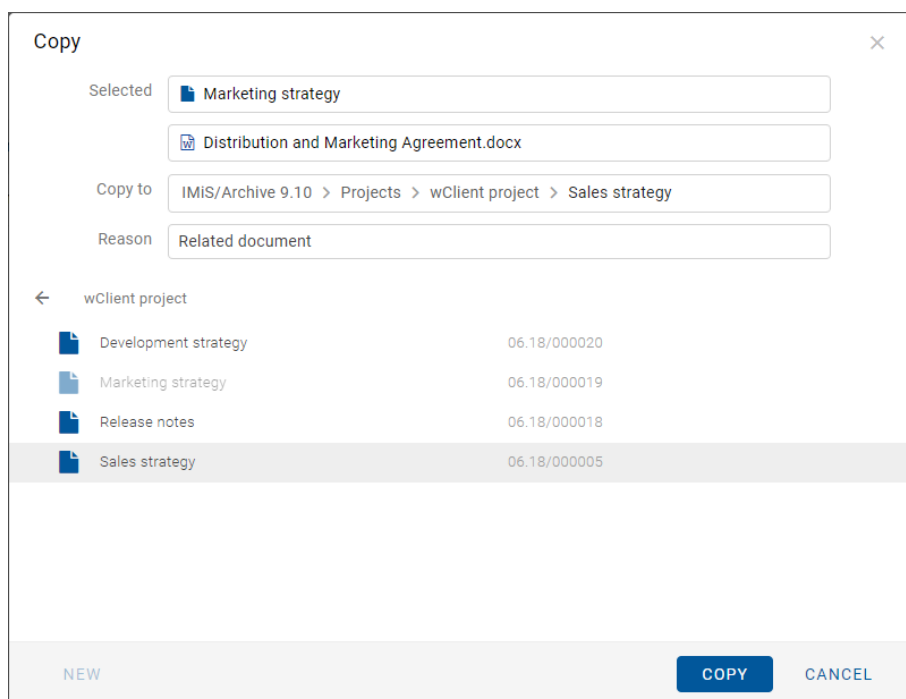 Copy
Selected Marketing strategy
Distribution and Marketing Agreement.docx
Copy to IMiS/Archive 9.10 > Projects > wClient project > Sales strategy
Reason Related document
wClient project
Development strategy 06.18/000020
Marketing strategy 06.18/000019
Release notes 06.18/000018
Sales strategy 06.18/000005
NEW COPY CANCEL